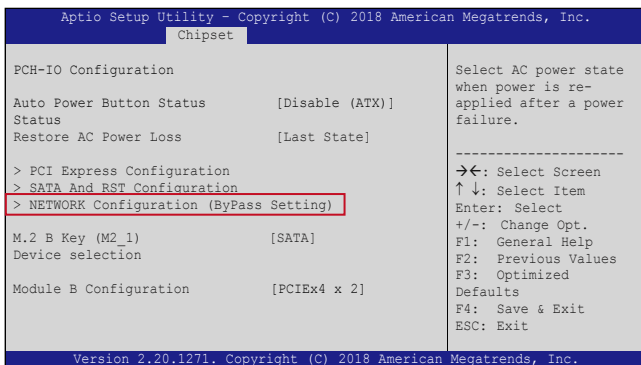 Aptio Setup Utility – Copyright (C) 2018 American Megatrends, Inc.
Chipset
PCH-IO Configuration
Auto Power Button Status [Disable (ATX)]
Status
Restore AC Power Loss [Last State]
> PCI Express Configuration
> SATA And RST Configuration
> NETWORK Configuration (ByPass Setting)
M.2 B Key (M2_1) [SATA]
Device selection
Module B Configuration [PCIEx4 x 2]
Select AC power state
when power is re-
applied after a power
failure.
---------------------
→←: Select Screen
↑ ↓: Select Item
Enter: Select
+/-: Change Opt.
F1: General Help
F2: Previous Values
F3: Optimized
Defaults
F4: Save & Exit
ESC: Exit
Version 2.20.1271. Copyright (C) 2018 American Megatrends, Inc.